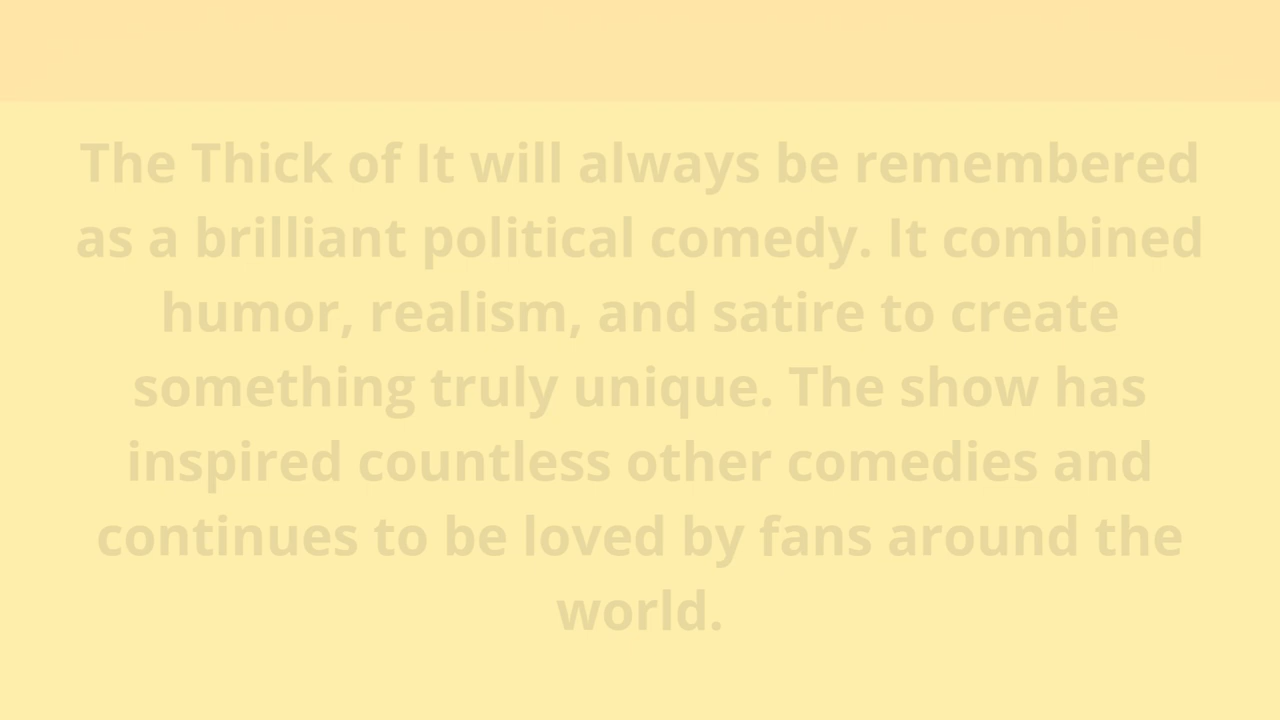 The Thick of It will always be remembered
as a brilliant political comedy. It combined
humor, realism, and satire to create
something truly unique. The show has
inspired countless other comedies and
continues to be loved by fans around the
world.